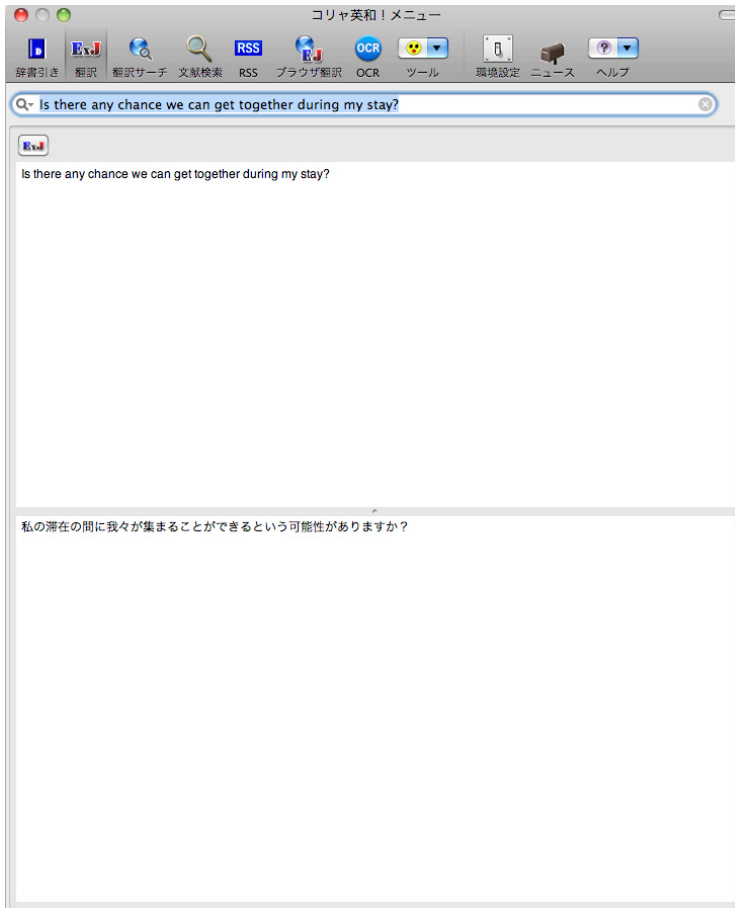 コリャ英和！メニュー
ExJ RSS ExJ OCR ?
辞書引き 翻訳 翻訳サーチ 文献検索 RSS ブラウザ翻訳 OCR ツール 環境設定 ニュース ヘルプ
Is there any chance we can get together during my stay?
ExJ
Is there any chance we can get together during my stay?
私の滞在の間に我々が集まることができるという可能性がありますか？